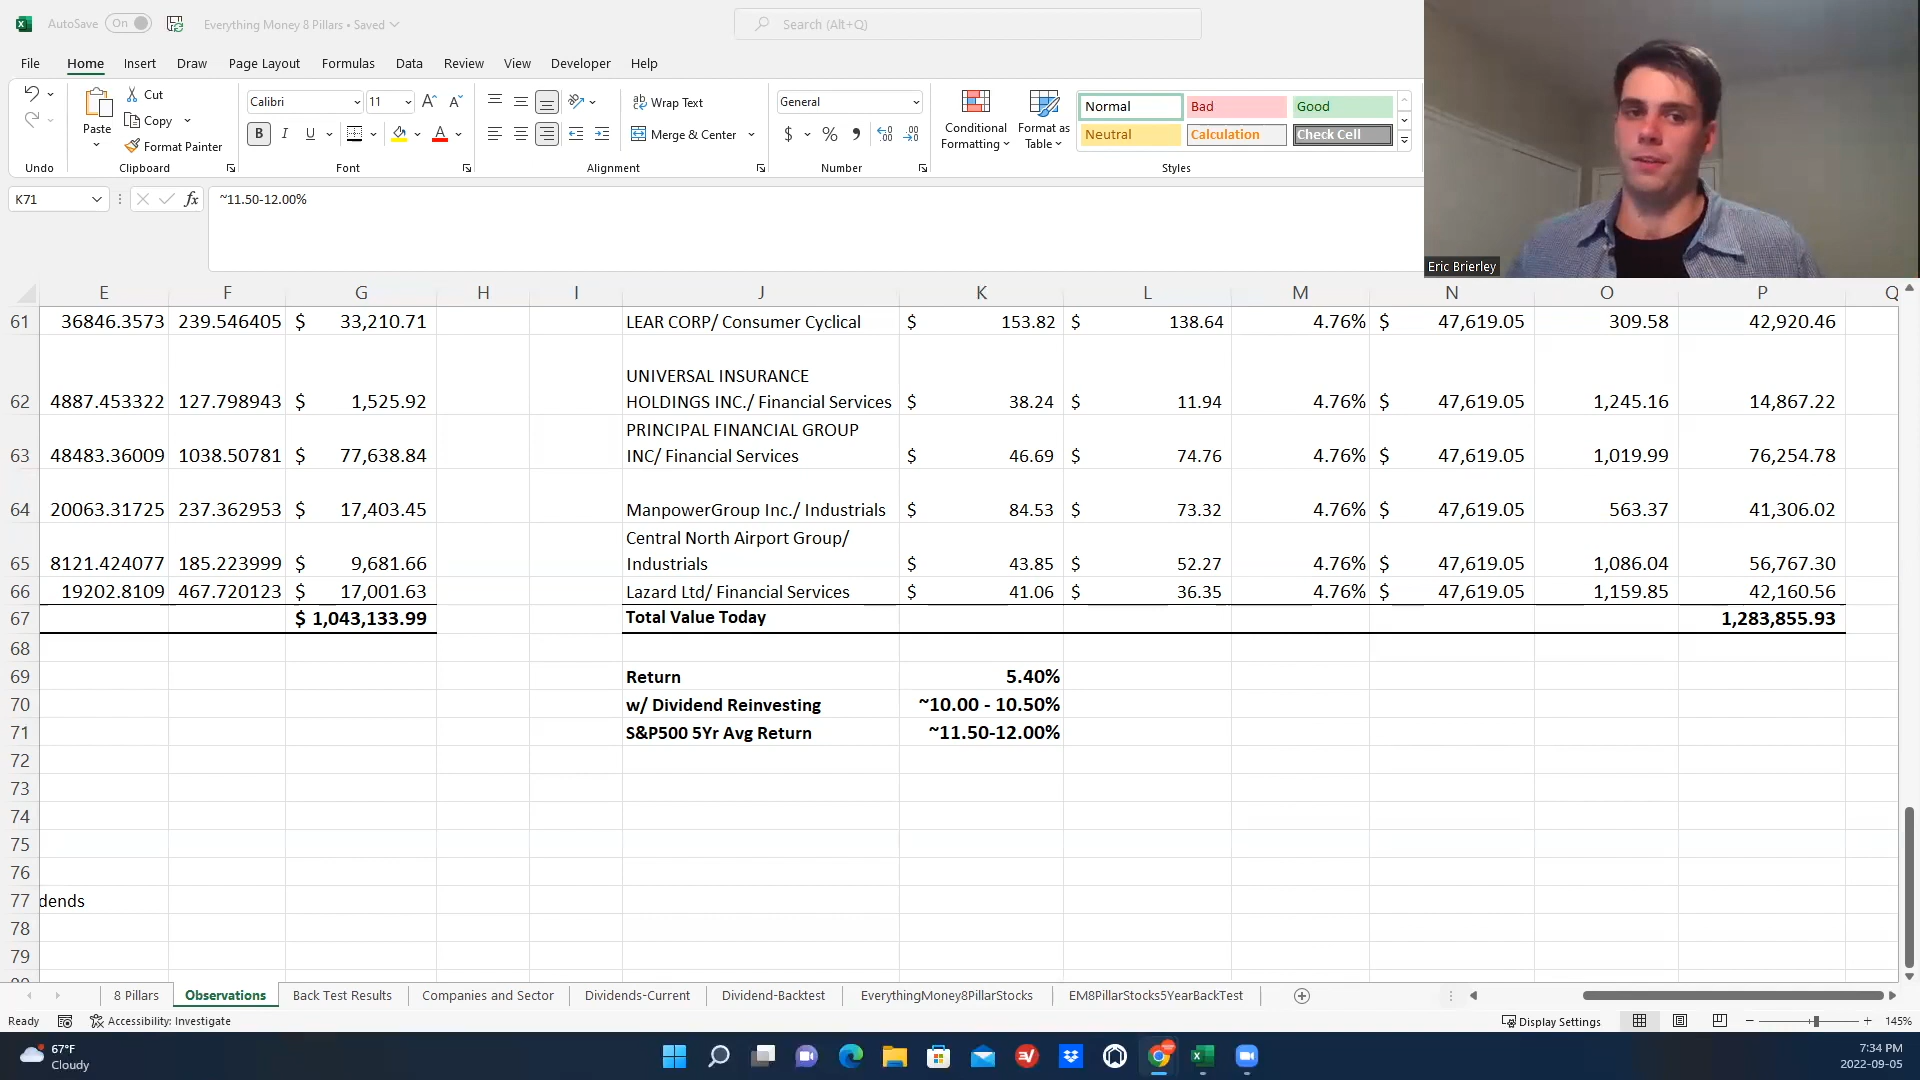 AutoSave On Everything Money 8 Pillars • Saved Search (Alt+Q)
File Home Insert Draw Page Layout Formulas Data Review View Developer Help
Undo
Paste
Cut
Copy
Format Painter
Clipboard
Calibri 11
B I U A
Font
Wrap Text
Merge & Center
Alignment
General
$ % 9
Number
Conditional Formatting
Format as Table
Normal Bad Good
Neutral Calculation Check Cell
Styles
K71 fx ~11.50-12.00%
Eric Brierley
E F G H I J K L M N O P Q
61 36846.3573 239.546405 $ 33,210.71 LEAR CORP/ Consumer Cyclical $ 153.82 $ 138.64 4.76% $ 47,619.05 309.58 42,920.46
UNIVERSAL INSURANCE
62 4887.453322 127.798943 $ 1,525.92 HOLDINGS INC./ Financial Services $ 38.24 $ 11.94 4.76% $ 47,619.05 1,245.16 14,867.22
PRINCIPAL FINANCIAL GROUP
63 48483.36009 1038.50781 $ 77,638.84 INC/ Financial Services $ 46.69 $ 74.76 4.76% $ 47,619.05 1,019.99 76,254.78
64 20063.31725 237.362953 $ 17,403.45 ManpowerGroup Inc./ Industrials $ 84.53 $ 73.32 4.76% $ 47,619.05 563.37 41,306.02
Central North Airport Group/
65 8121.424077 185.223999 $ 9,681.66 Industrials $ 43.85 $ 52.27 4.76% $ 47,619.05 1,086.04 56,767.30
66 19202.8109 467.720123 $ 17,001.63 Lazard Ltd/ Financial Services $ 41.06 $ 36.35 4.76% $ 47,619.05 1,159.85 42,160.56
67 $ 1,043,133.99 Total Value Today 1,283,855.93
68
69 Return 5.40%
70 w/ Dividend Reinvesting ~10.00 - 10.50%
71 S&P500 5Yr Avg Return ~11.50-12.00%
72
73
74
75
76
77 dends
78
79
8 Pillars Observations Back Test Results Companies and Sector Dividends-Current Dividend-Backtest EverythingMoney8PillarStocks EM8PillarStocks5YearBackTest
Ready Accessibility: Investigate Display Settings 145%
67°F
Cloudy
7:34 PM
2022-09-05